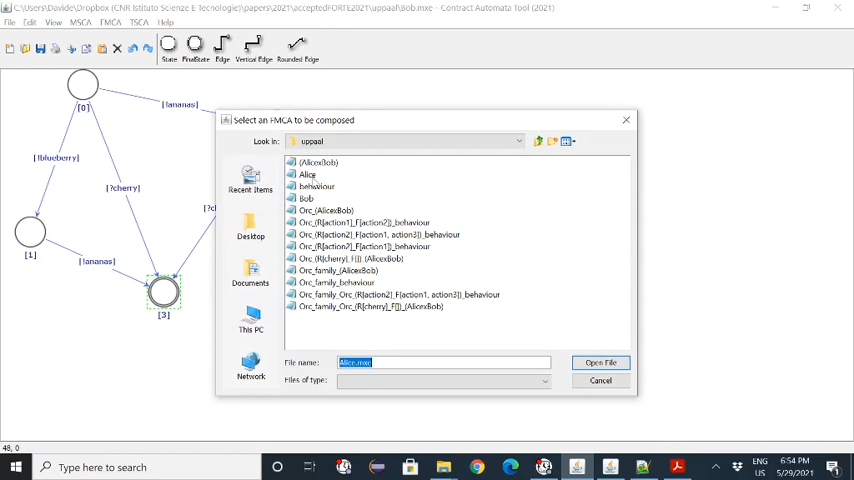 C:\Users\Davide\Dropbox (CNR Istituto Scienze E Tecnologie)\papers\2021\acceptedFORTE2021\uppaal\Bob.mxe - Contract Automata Tool (2021)
File Edit View MSCA FMCA TSCA Help
State FinalState Edge Vertical Edge Rounded Edge
[0]
[!ananas]
[!blueberry]
[?cherry]
[1]
[!ananas]
[3]
Select an FMCA to be composed
Look in: uppaal
Recent Items
Desktop
Documents
This PC
Network
(AlicexBob)
Alice
behaviour
Bob
Orc_(AlicexBob)
Orc_(R[action1]_F[action2])_behaviour
Orc_(R[action2]_F[action1, action3])_behaviour
Orc_(R[action2]_F[action1])_behaviour
Orc_(R[cherry]_F[])_(AlicexBob)
Orc_family_(AlicexBob)
Orc_family_behaviour
Orc_family_Orc_(R[action2]_F[action1, action3])_behaviour
Orc_family_Orc_(R[cherry]_F[])_(AlicexBob)
File name: Alice.mxe Open File
Files of type: Cancel
48, 0
Type here to search
ENG
US
6:54 PM
5/29/2021